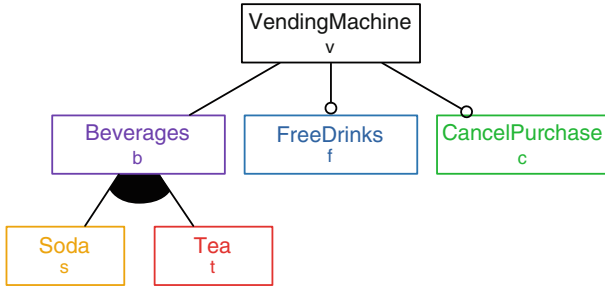 VendingMachine
v
Beverages
b
FreeDrinks
f
CancelPurchase
c
Soda
s
Tea
t